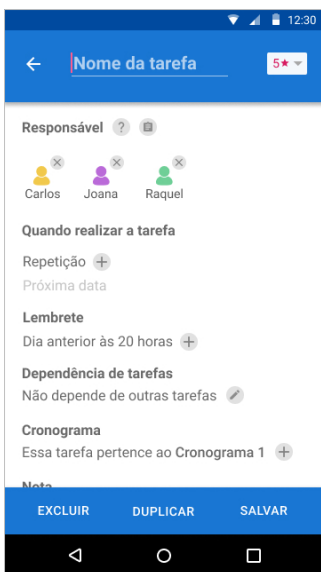 12:30
Nome da tarefa
5★
Responsável ?
Carlos Joana Raquel
Quando realizar a tarefa
Repetição +
Próxima data
Lembrete
Dia anterior às 20 horas +
Dependência de tarefas
Não depende de outras tarefas
Cronograma
Essa tarefa pertence ao Cronograma 1 +
Nota
EXCLUIR DUPLICAR SALVAR